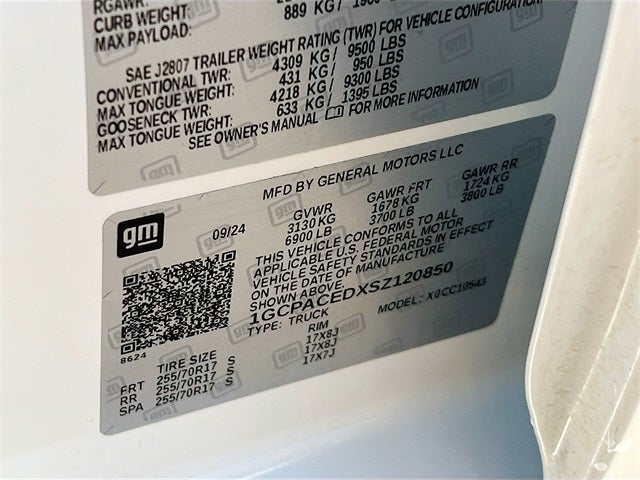 RGAWR:
CURB WEIGHT: 889 KG /
MAX PAYLOAD:
SAE J2807 TRAILER WEIGHT RATING (TWR) FOR VEHICLE CONFIGURATION
CONVENTIONAL TWR: 4309 KG / 9500 LBS
MAX TONGUE WEIGHT: 431 KG / 950 LBS
GOOSENECK TWR: 4218 KG / 9300 LBS
MAX TONGUE WEIGHT: 633 KG / 1395 LBS
SEE OWNER'S MANUAL FOR MORE INFORMATION
gm
MFD BY GENERAL MOTORS LLC
09/24 GVWR GAWR FRT GAWR RR
3130 KG 1678 KG 1724 KG
6900 LB 3700 LB 3800 LB
THIS VEHICLE CONFORMS TO ALL
APPLICABLE U.S. FEDERAL MOTOR
VEHICLE SAFETY STANDARDS IN EFFECT
ON THE DATE OF MANUFACTURE
SHOWN ABOVE.
1GCPACEDXSZ120850
TYPE: TRUCK MODEL: XGCC10543
8624
TIRE SIZE RIM
FRT 255/70R17 S 17X8J
RR 255/70R17 S 17X8J
SPA 255/70R17 S 17X7J